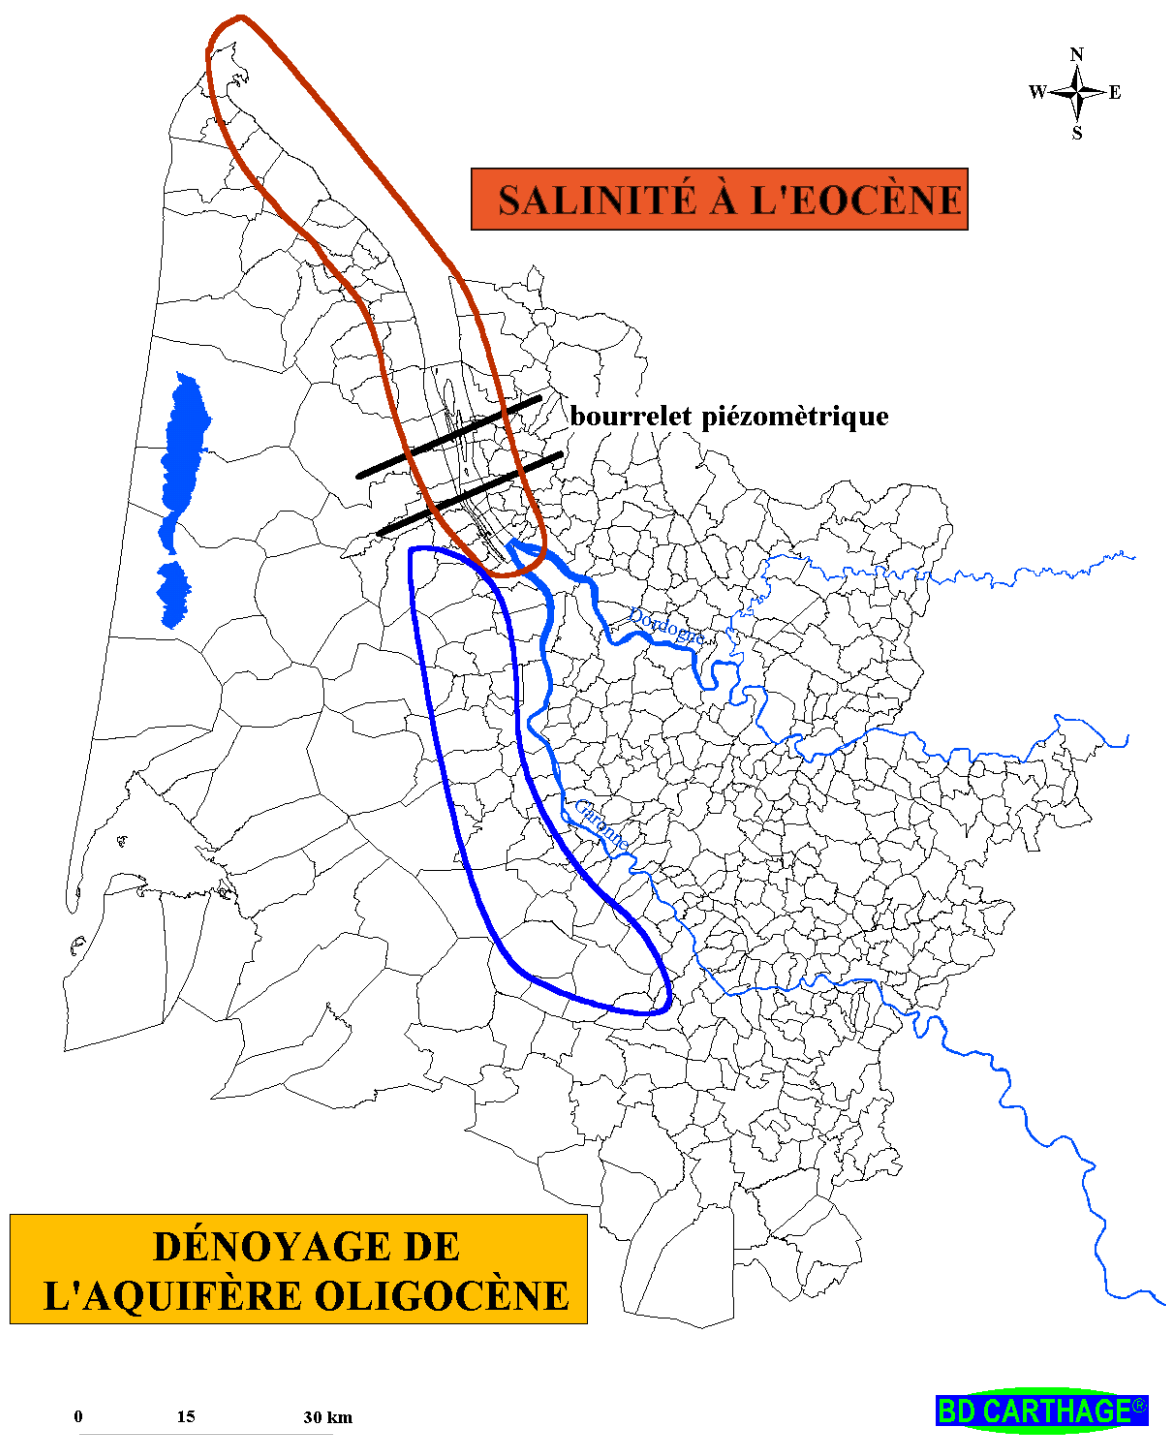 N
W E
S
SALINITÉ À L'EOCÈNE
bourrelet piézomètrique
Dordogne
Garonne
DÉNOYAGE DE
L'AQUIFÈRE OLIGOCÈNE
0 15 30 km
BD CARTHAGE®